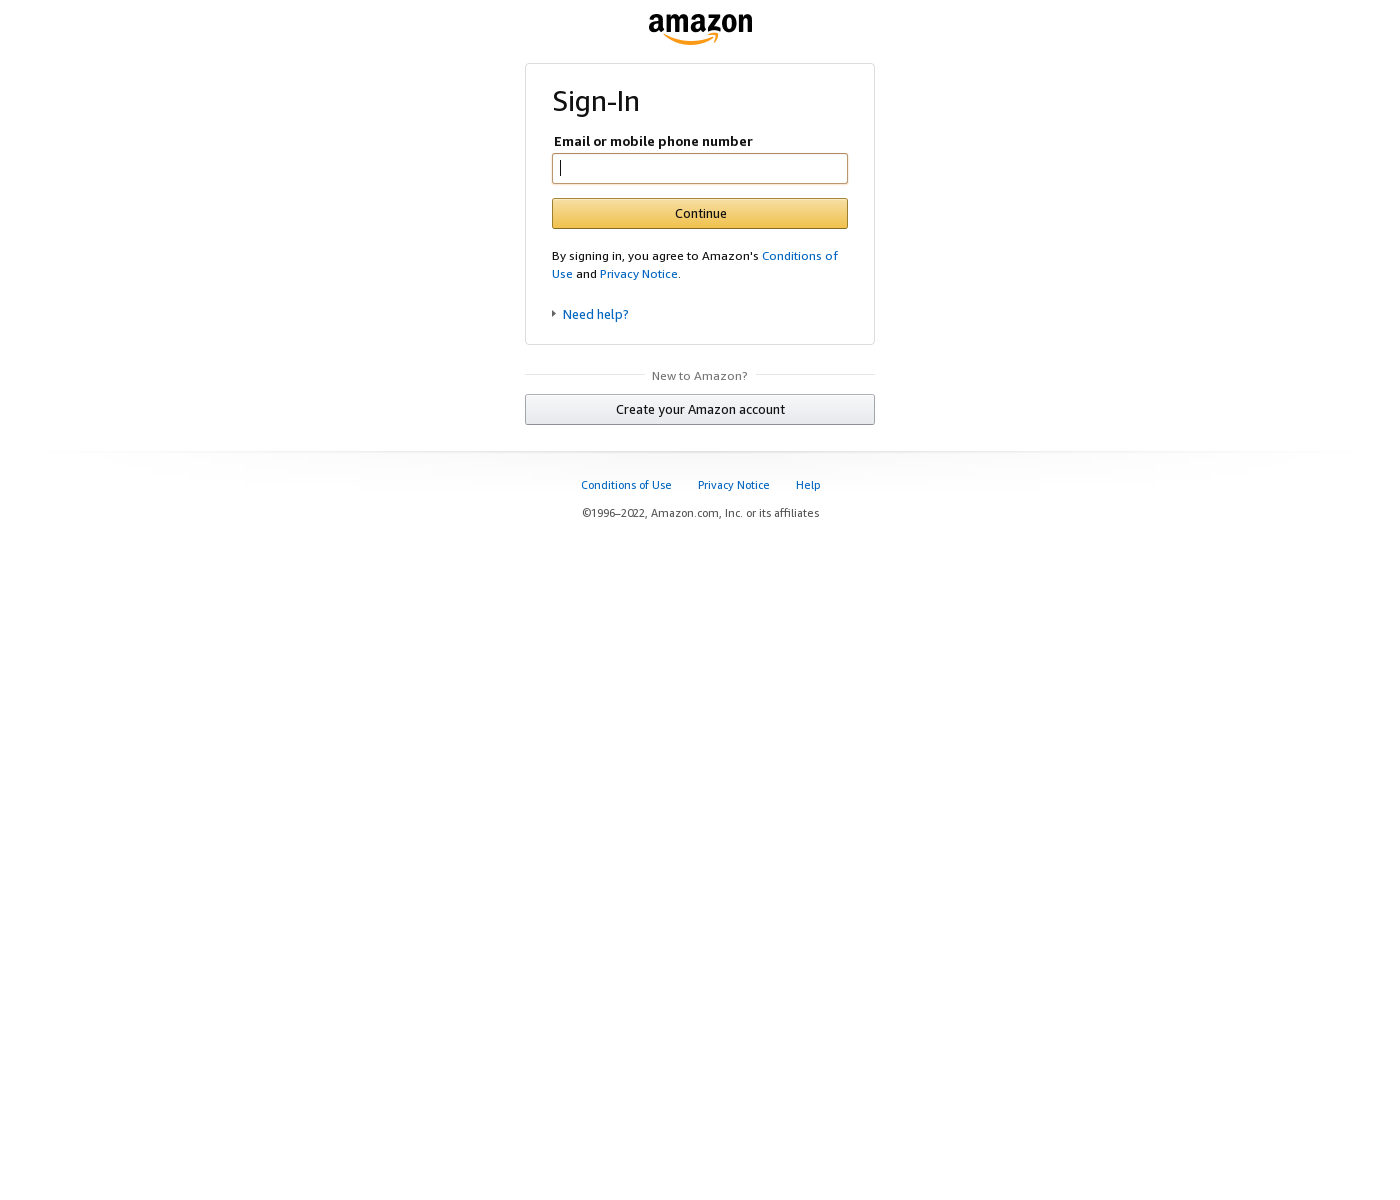 amazon
Sign-In
Email or mobile phone number
Continue
By signing in, you agree to Amazon's Conditions of
Use and Privacy Notice.
Need help?
New to Amazon?
Create your Amazon account
Conditions of Use Privacy Notice Help
©1996–2022, Amazon.com, Inc. or its affiliates